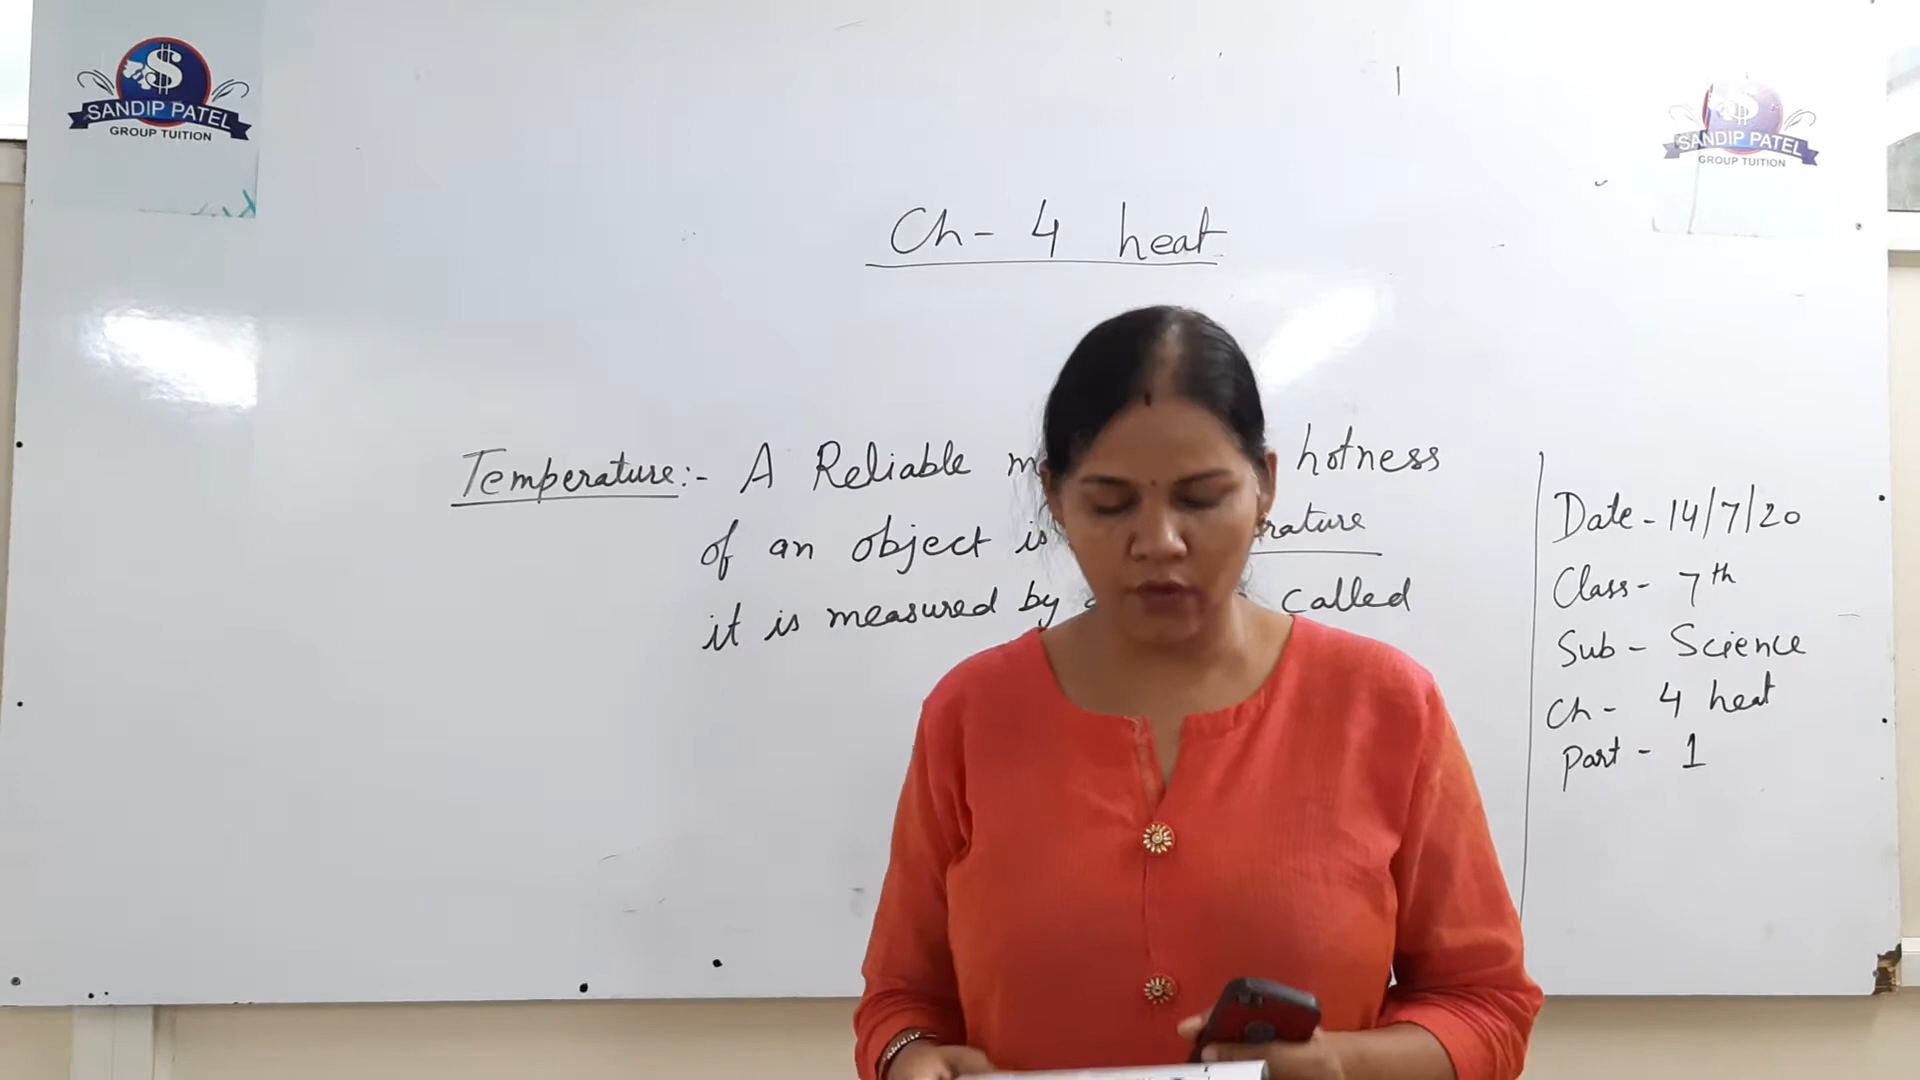 SANDIP PATEL
GROUP TUITION
SANDIP PATEL
GROUP TUITION
Ch- 4 heat
Temperature:- A Reliable hotness
of an object is
it is measured by called
Date - 14/7/20
Class - 7th
Sub - Science
Ch - 4 heat
Part - 1